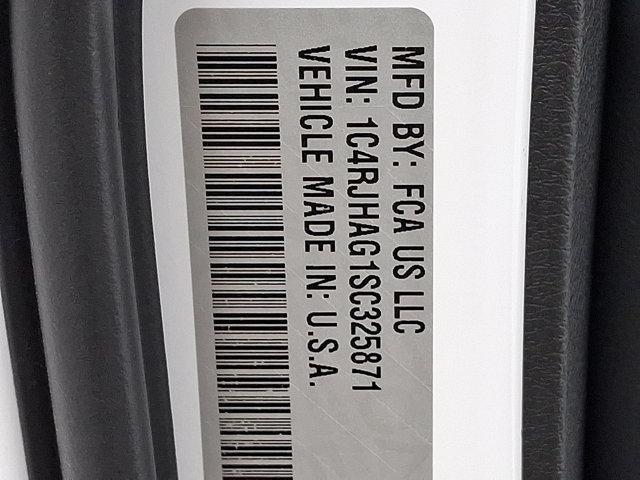 MFD BY: FCA US LLC
VIN: 1C4RJHAG1SC325871
VEHICLE MADE IN: U.S.A.